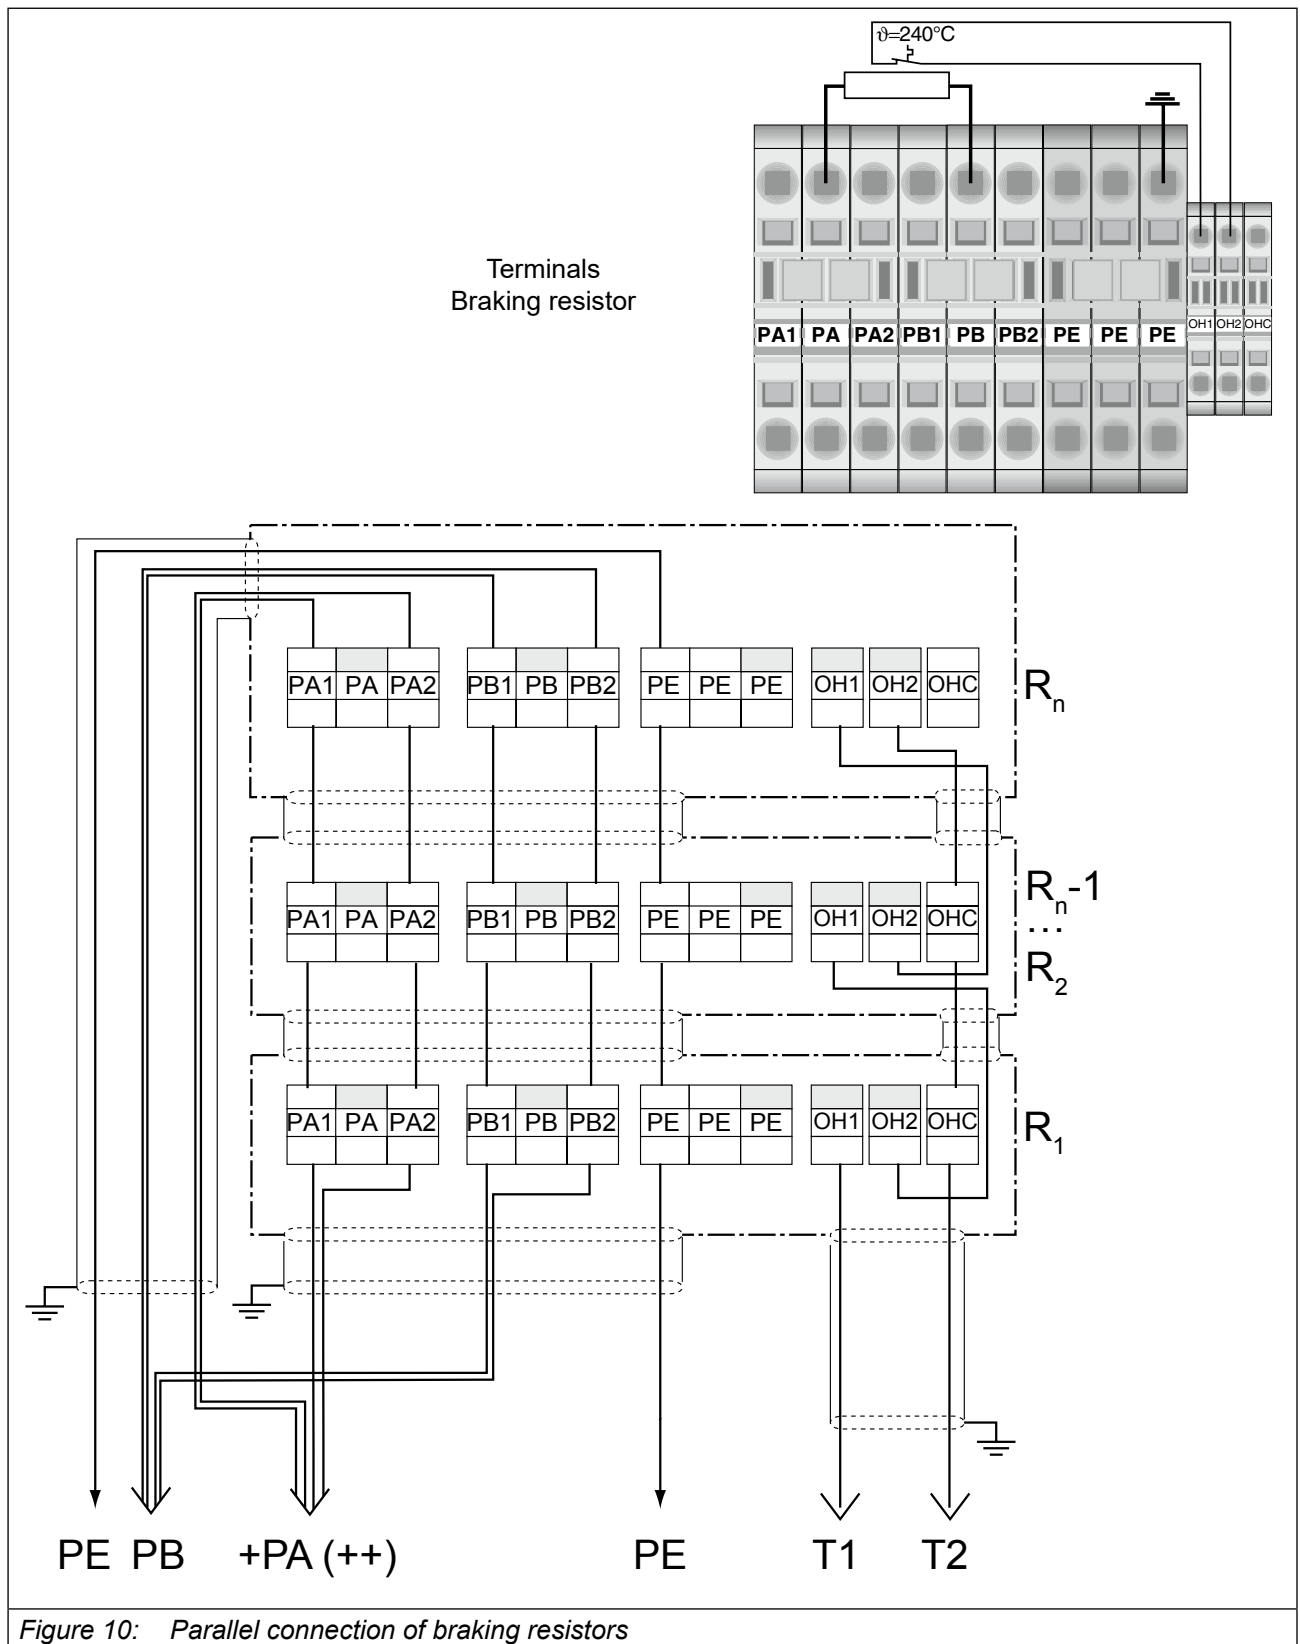 ϑ=240°C
Terminals
Braking resistor
PA1 PA PA2 PB1 PB PB2 PE PE PE OH1 OH2 OHC
PA1 PA PA2 PB1 PB PB2 PE PE PE OH1 OH2 OHC Rn
PA1 PA PA2 PB1 PB PB2 PE PE PE OH1 OH2 OHC
Rn-1
...
R2
PA1 PA PA2 PB1 PB PB2 PE PE PE OH1 OH2 OHC R1
PE PB +PA (++) PE T1 T2
Figure 10: Parallel connection of braking resistors